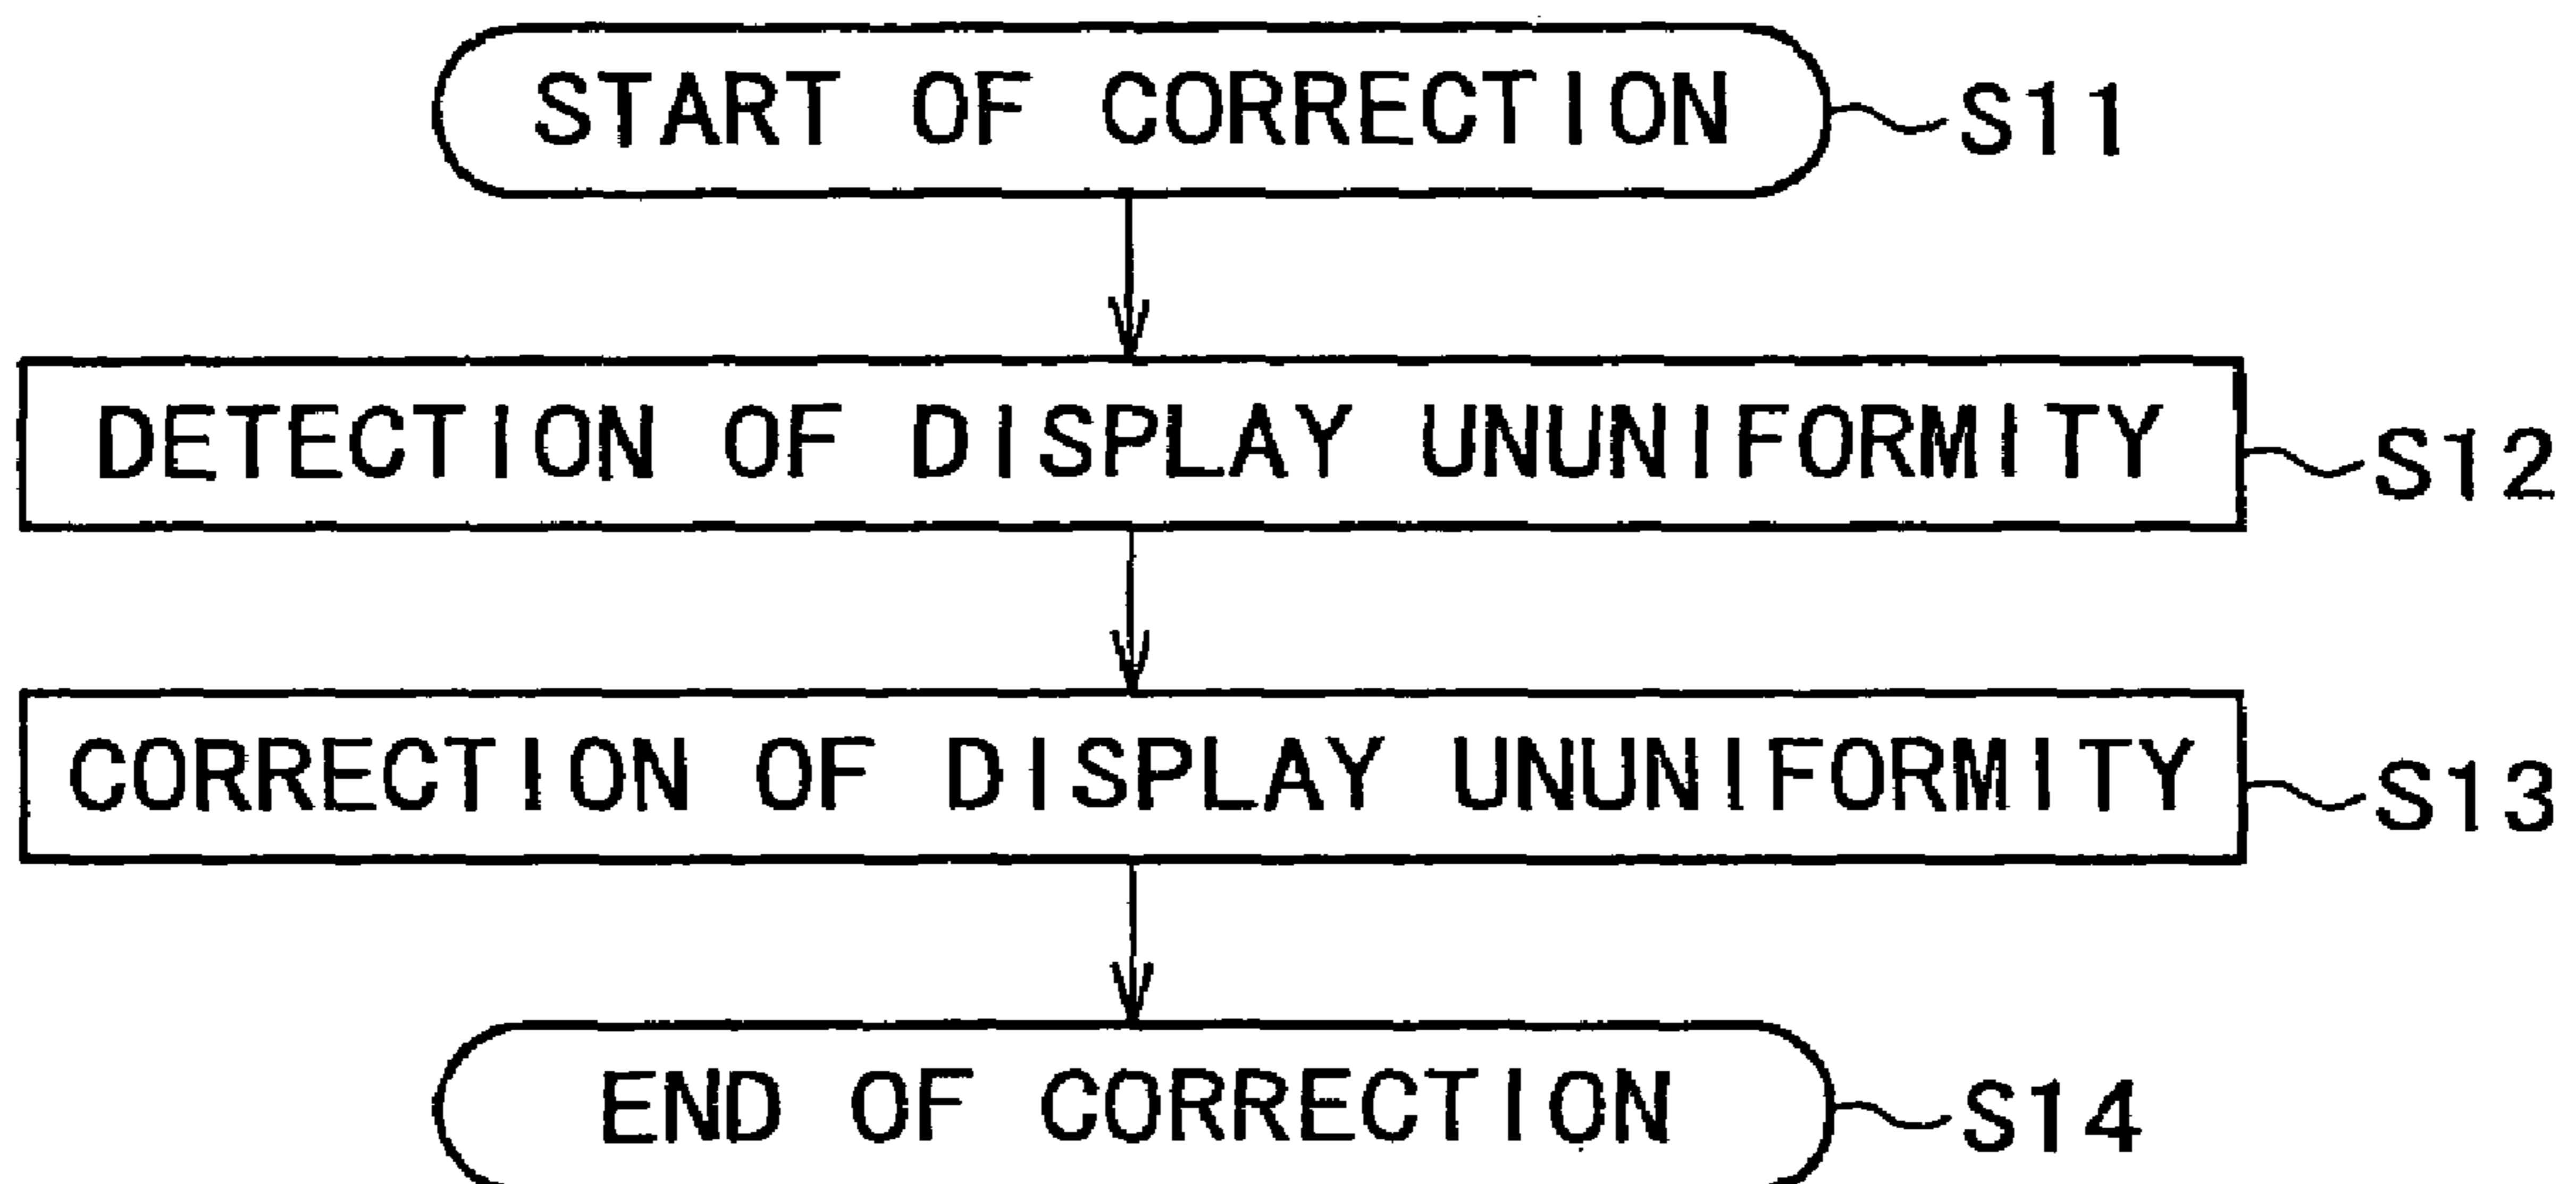 START OF CORRECTION S11
DETECTION OF DISPLAY UNUNIFORMITY S12
CORRECTION OF DISPLAY UNUNIFORMITY S13
END OF CORRECTION S14